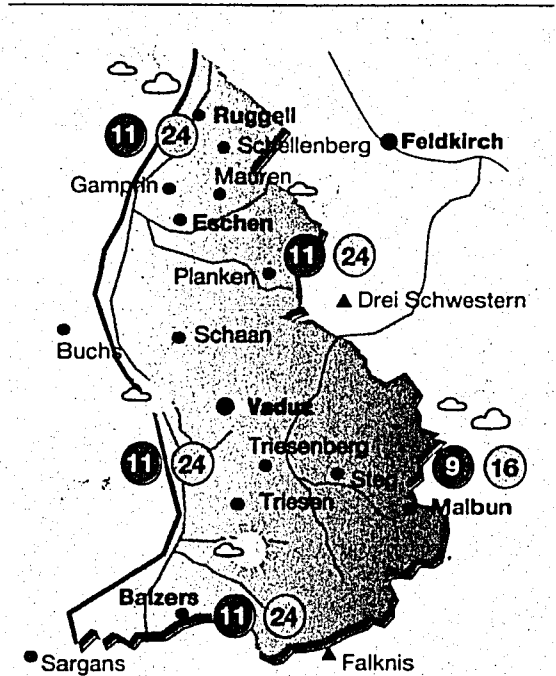 Ruggell
11 24
Schellenberg
Feldkirch
Gamprin
Mauren
Eschen
11 24
Planken
Drei Schwestern
Schaan
Buchs
Vaduz
Triesenberg
11 24
Steg
9 16
Triesen
Malbun
Balzers
11 24
Sargans
Falknis